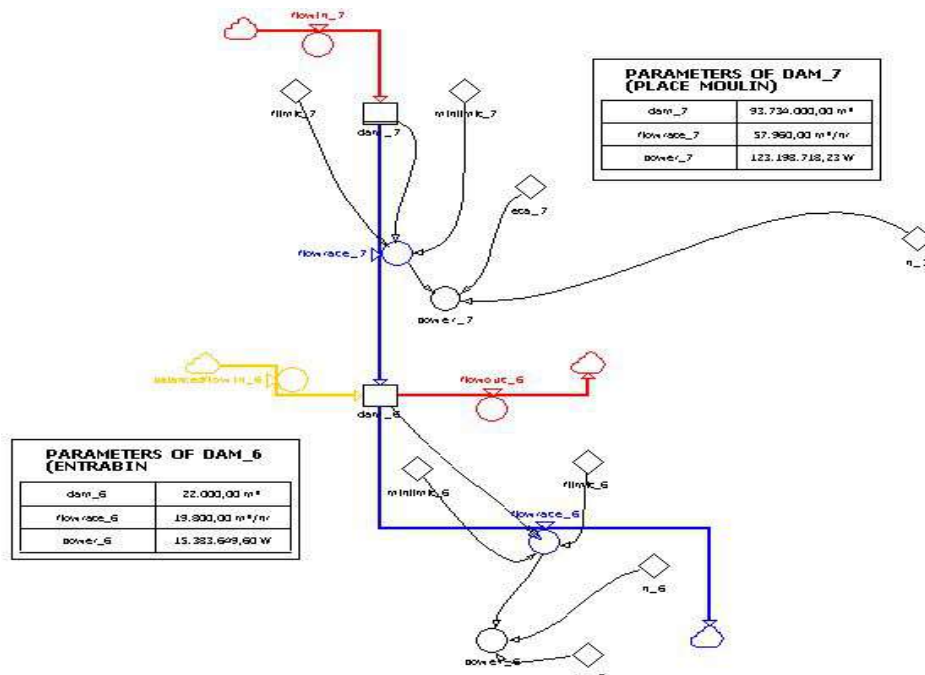 flowin_7
flimit_7
minlimit_7
dam_7
PARAMETERS OF DAM_7
(PLACE MOULIN)
dam_7 93.734.000,00 m³
flowrate_7 57.960,00 m³/hr
power_7 123.198.718,23 W
eta_7
flowrate_7
power_7
balancedflowin_6
flowout_6
dam_6
PARAMETERS OF DAM_6
(ENTRABIN
dam_6 22.000,00 m³
flowrate_6 19.800,00 m³/hr
power_6 15.383.649,60 W
minlimit_6
flimit_6
flowrate_6
n_6
power_6